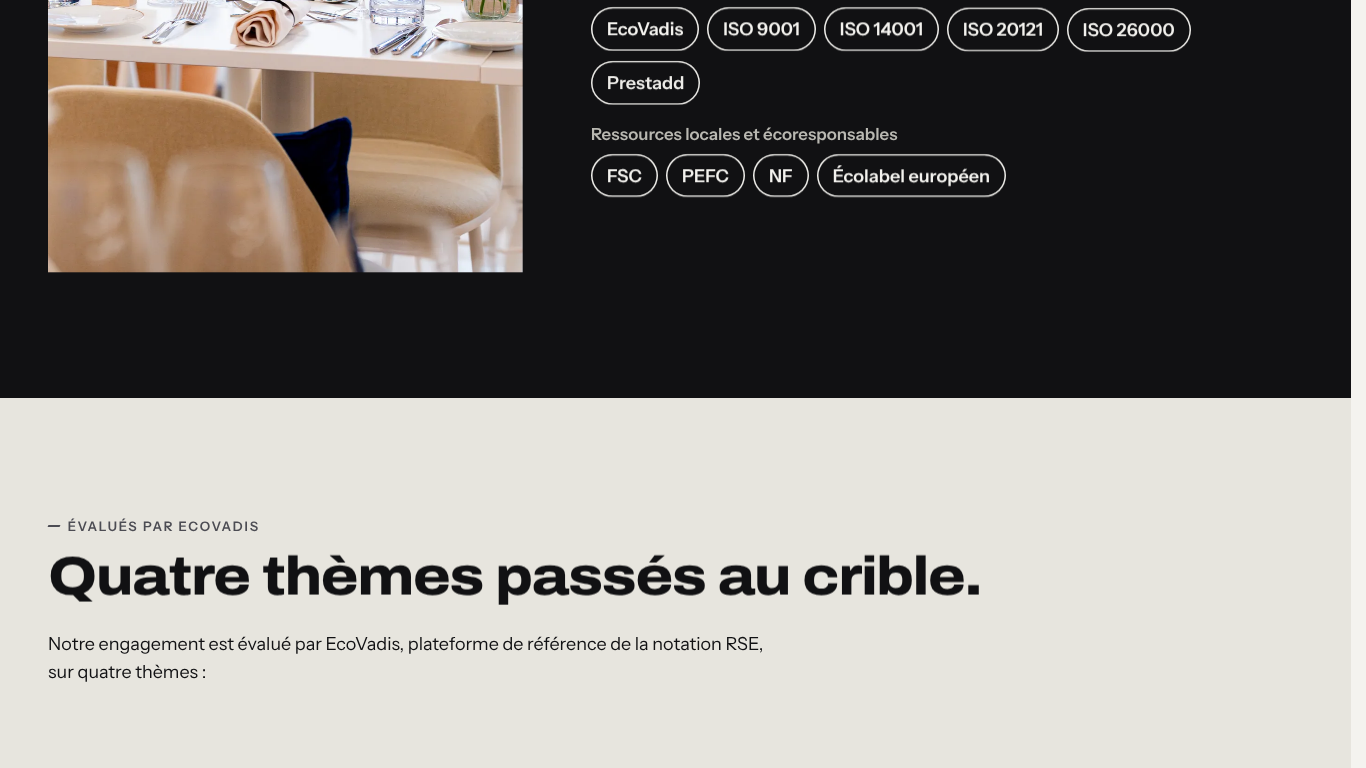 EcoVadis ISO 9001 ISO 14001 ISO 20121 ISO 26000
Prestadd
Ressources locales et écoresponsables
FSC PEFC NF Écolabel européen
— ÉVALUÉS PAR ECOVADIS
Quatre thèmes passés au crible.
Notre engagement est évalué par EcoVadis, plateforme de référence de la notation RSE,
sur quatre thèmes :